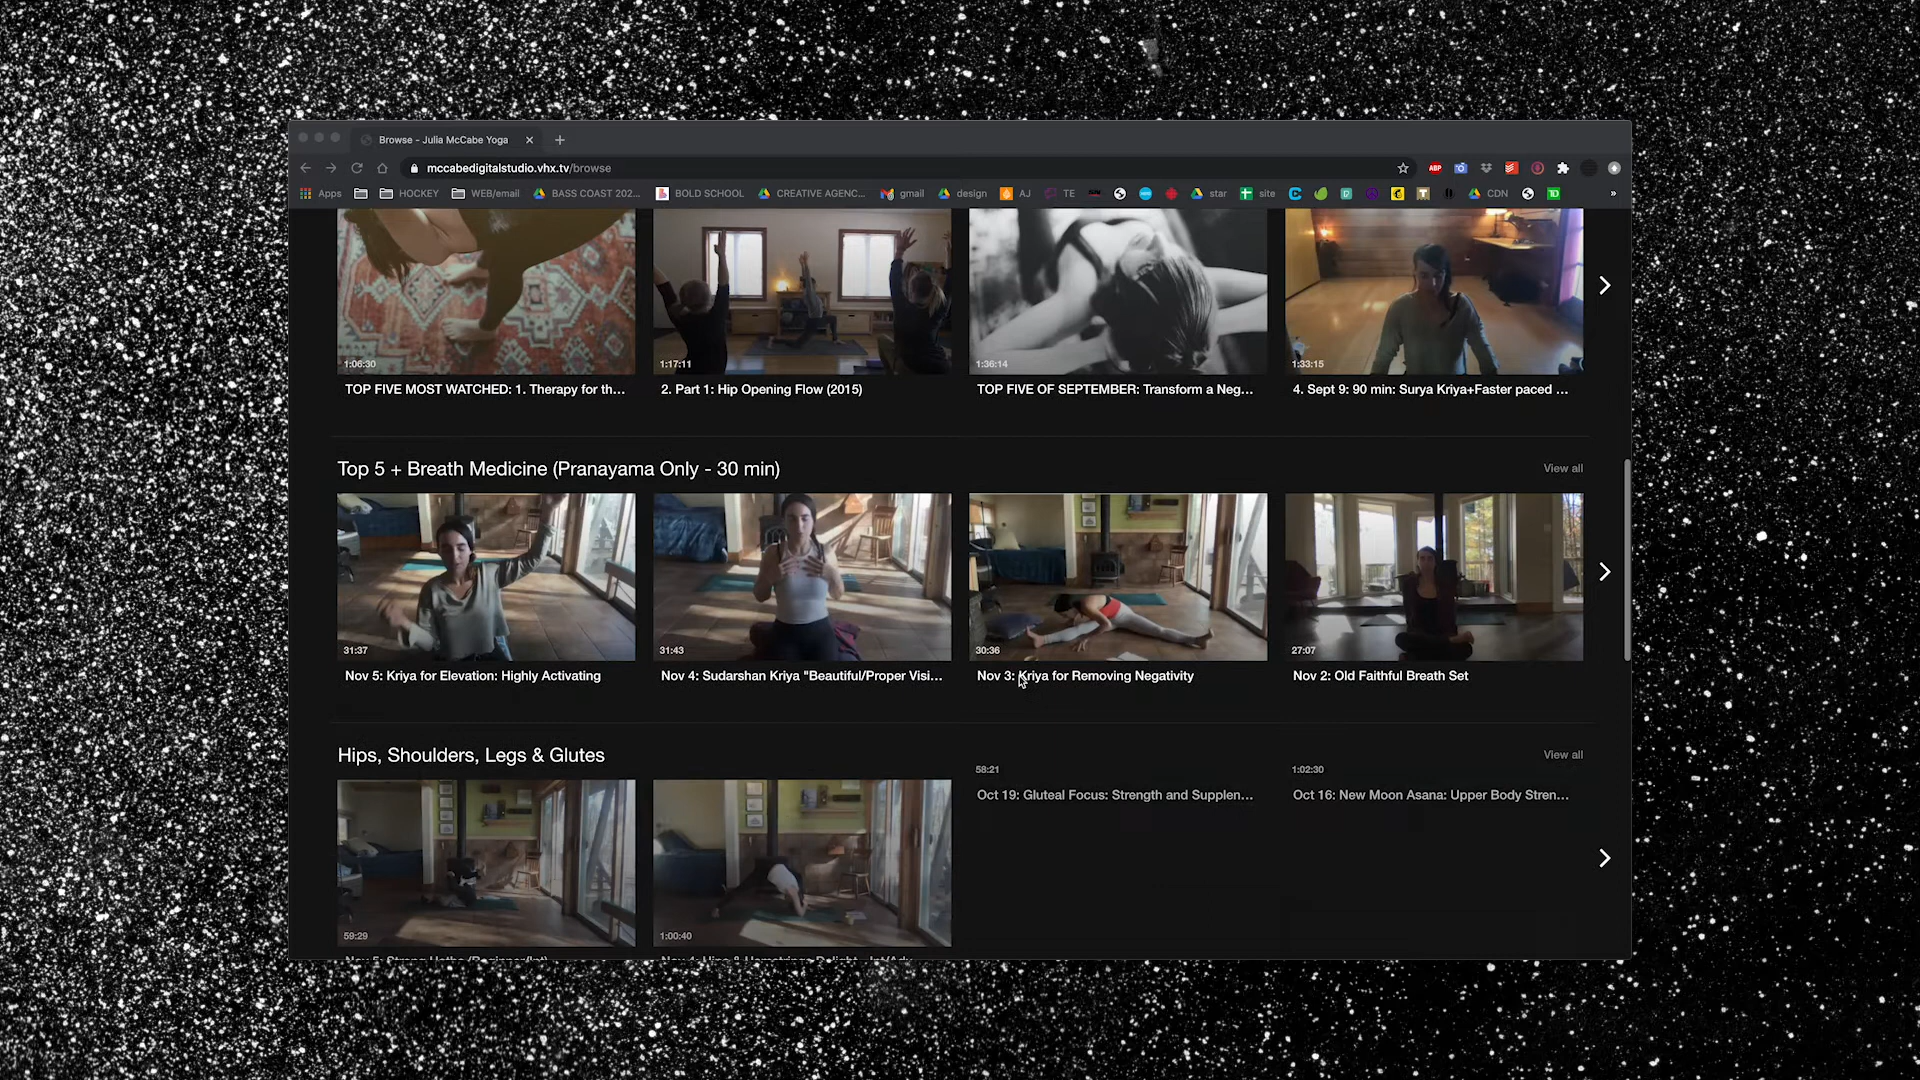 Browse - Julia McCabe Yoga
mccabedigitalstudio.vhx.tv/browse
ABP
Apps HOCKEY WEB/email BASS COAST 202... BOLD SCHOOL CREATIVE AGENC... gmail design AJ TE star site CDN TD »
1:06:30
1:17:11
1:36:14
1:33:15
TOP FIVE MOST WATCHED: 1. Therapy for th...
2. Part 1: Hip Opening Flow (2015)
TOP FIVE OF SEPTEMBER: Transform a Neg...
4. Sept 9: 90 min: Surya Kriya+Faster paced ...
Top 5 + Breath Medicine (Pranayama Only - 30 min)
View all
31:37
31:43
30:36
27:07
Nov 5: Kriya for Elevation: Highly Activating
Nov 4: Sudarshan Kriya "Beautiful/Proper Visi...
Nov 3: Kriya for Removing Negativity
Nov 2: Old Faithful Breath Set
Hips, Shoulders, Legs & Glutes
View all
58:21
1:02:30
Oct 19: Gluteal Focus: Strength and Supplen...
Oct 16: New Moon Asana: Upper Body Stren...
59:29
1:00:40